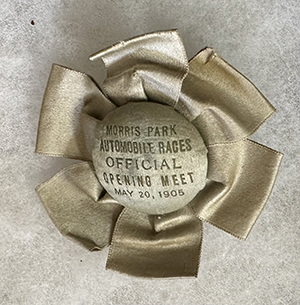 MORRIS PARK
AUTOMOBILE RACES
OFFICIAL
OPENING MEET
MAY 20, 1905